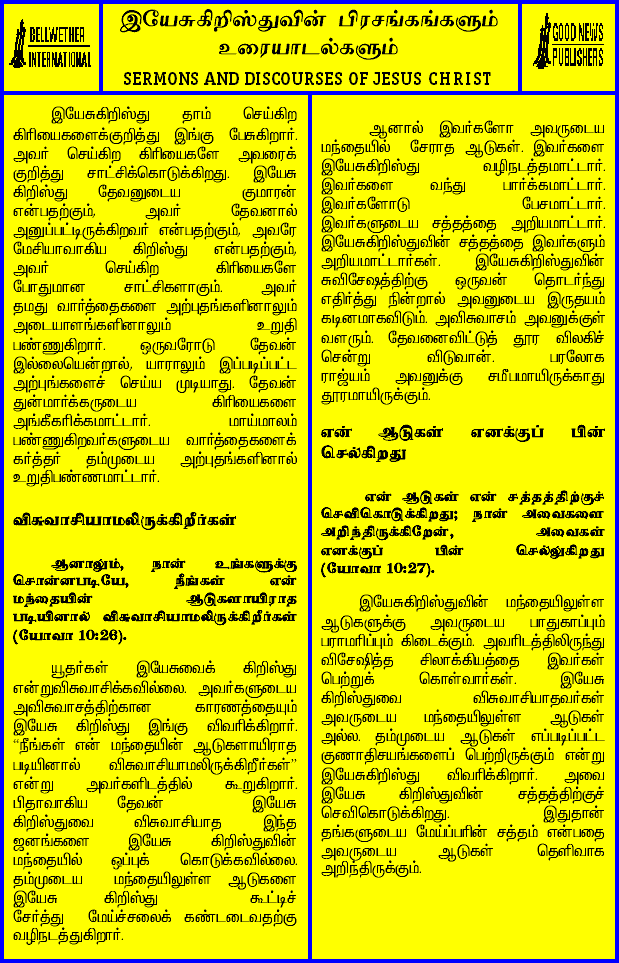 BELLWETHER
INTERNATIONAL
இயேசுகிறிஸ்துவின் பிரசங்கங்களும்
உரையாடல்களும்
SERMONS AND DISCOURSES OF JESUS CHRIST
GOOD NEWS
PUBLISHERS
இயேசுகிறிஸ்து தாம் செய்கிற
கிரியைகளைக்குறித்து இங்கு பேசுகிறார்.
அவர் செய்கிற கிரியைகளே அவரைக்
குறித்து சாட்சிக்கொடுக்கிறது. இயேசு
கிறிஸ்து தேவனுடைய குமாரன்
என்பதற்கும், அவர் தேவனால்
அனுப்பட்டிருக்கிறவர் என்பதற்கும், அவரே
மேசியாவாகிய கிறிஸ்து என்பதற்கும்,
அவர் செய்கிற கிரியைகளே
போதுமான சாட்சிகளாகும். அவர்
தமது வார்த்தைகளை அற்புதங்களினாலும்
அடையாளங்களினாலும் உறுதி
பண்ணுகிறார். ஒருவரோடு தேவன்
இல்லையென்றால், யாராலும் இப்படிப்பட்ட
அற்புங்களைச் செய்ய முடியாது. தேவன்
துன்மார்க்கருடைய கிரியைகளை
அங்கீகரிக்கமாட்டார். மாய்மாலம்
பண்ணுகிறவர்களுடைய வார்த்தைகளைக்
கர்த்தர் தம்முடைய அற்புதங்களினால்
உறுதிபண்ணமாட்டார்.
விசுவாசியாமலிருக்கிறீர்கள்
ஆனாலும், நான் உங்களுக்கு
சொன்னபடியே, நீங்கள் என்
மந்தையின் ஆடுகளாயிராத
படியினால் விசுவாசியாமலிருக்கிறீர்கள்
(யோவா 10:26).
யூதர்கள் இயேசுவைக் கிறிஸ்து
என்றுவிசுவாசிக்கவில்லை. அவர்களுடைய
அவிசுவாசத்திற்கான காரணத்தையும்
இயேசு கிறிஸ்து இங்கு விவரிக்கிறார்.
“நீங்கள் என் மந்தையின் ஆடுகளாயிராத
படியினால் விசுவாசியாமலிருக்கிறீர்கள்”
என்று அவர்களிடத்தில் கூறுகிறார்.
பிதாவாகிய தேவன் இயேசு
கிறிஸ்துவை விசுவாசியாத இந்த
ஜனங்களை இயேசு கிறிஸ்துவின்
மந்தையில் ஒப்புக் கொடுக்கவில்லை.
தம்முடைய மந்தையிலுள்ள ஆடுகளை
இயேசு கிறிஸ்து கூட்டிச்
சேர்த்து மேய்ச்சலைக் கண்டடைவதற்கு
வழிநடத்துகிறார்.
ஆனால் இவர்களோ அவருடைய
மந்தையில் சேராத ஆடுகள். இவர்களை
இயேசுகிறிஸ்து வழிநடத்தமாட்டார்.
இவர்களை வந்து பார்க்கமாட்டார்.
இவர்களோடு பேசமாட்டார்.
இவர்களுடைய சத்தத்தை அறியமாட்டார்.
இயேசுகிறிஸ்துவின் சத்தத்தை இவர்களும்
அறியமாட்டார்கள். இயேசுகிறிஸ்துவின்
சுவிசேஷத்திற்கு ஒருவன் தொடர்ந்து
எதிர்த்து நின்றால் அவனுடைய இருதயம்
கடினமாகவிடும். அவிசுவாசம் அவனுக்குள்
வளரும். தேவனைவிட்டுத் தூர விலகிச்
சென்று விடுவான். பரலோக
ராஜ்யம் அவனுக்கு சமீபமாயிருக்காது
தூரமாயிருக்கும்.
என் ஆடுகள் எனக்குப் பின்
செல்கிறது
என் ஆடுகள் என் சத்தத்திற்குச்
செவிகொடுக்கிறது; நான் அவைகளை
அறிந்திருக்கிறேன், அவைகள்
எனக்குப் பின் செல்லுகிறது
(யோவா 10:27).
இயேசுகிறிஸ்துவின் மந்தையிலுள்ள
ஆடுகளுக்கு அவருடைய பாதுகாப்பும்
பராமரிப்பும் கிடைக்கும். அவரிடத்திலிருந்து
விசேஷித்த சிலாக்கியத்தை இவர்கள்
பெற்றுக் கொள்வார்கள். இயேசு
கிறிஸ்துவை விசுவாசியாதவர்கள்
அவருடைய மந்தையிலுள்ள ஆடுகள்
அல்ல. தம்முடைய ஆடுகள் எப்படிப்பட்ட
குணாதிசயங்களைப் பெற்றிருக்கும் என்று
இயேசுகிறிஸ்து விவரிக்கிறார். அவை
இயேசு கிறிஸ்துவின் சத்தத்திற்குச்
செவிகொடுக்கிறது. இதுதான்
தங்களுடைய மேய்ப்பரின் சத்தம் என்பதை
அவருடைய ஆடுகள் தெளிவாக
அறிந்திருக்கும்.